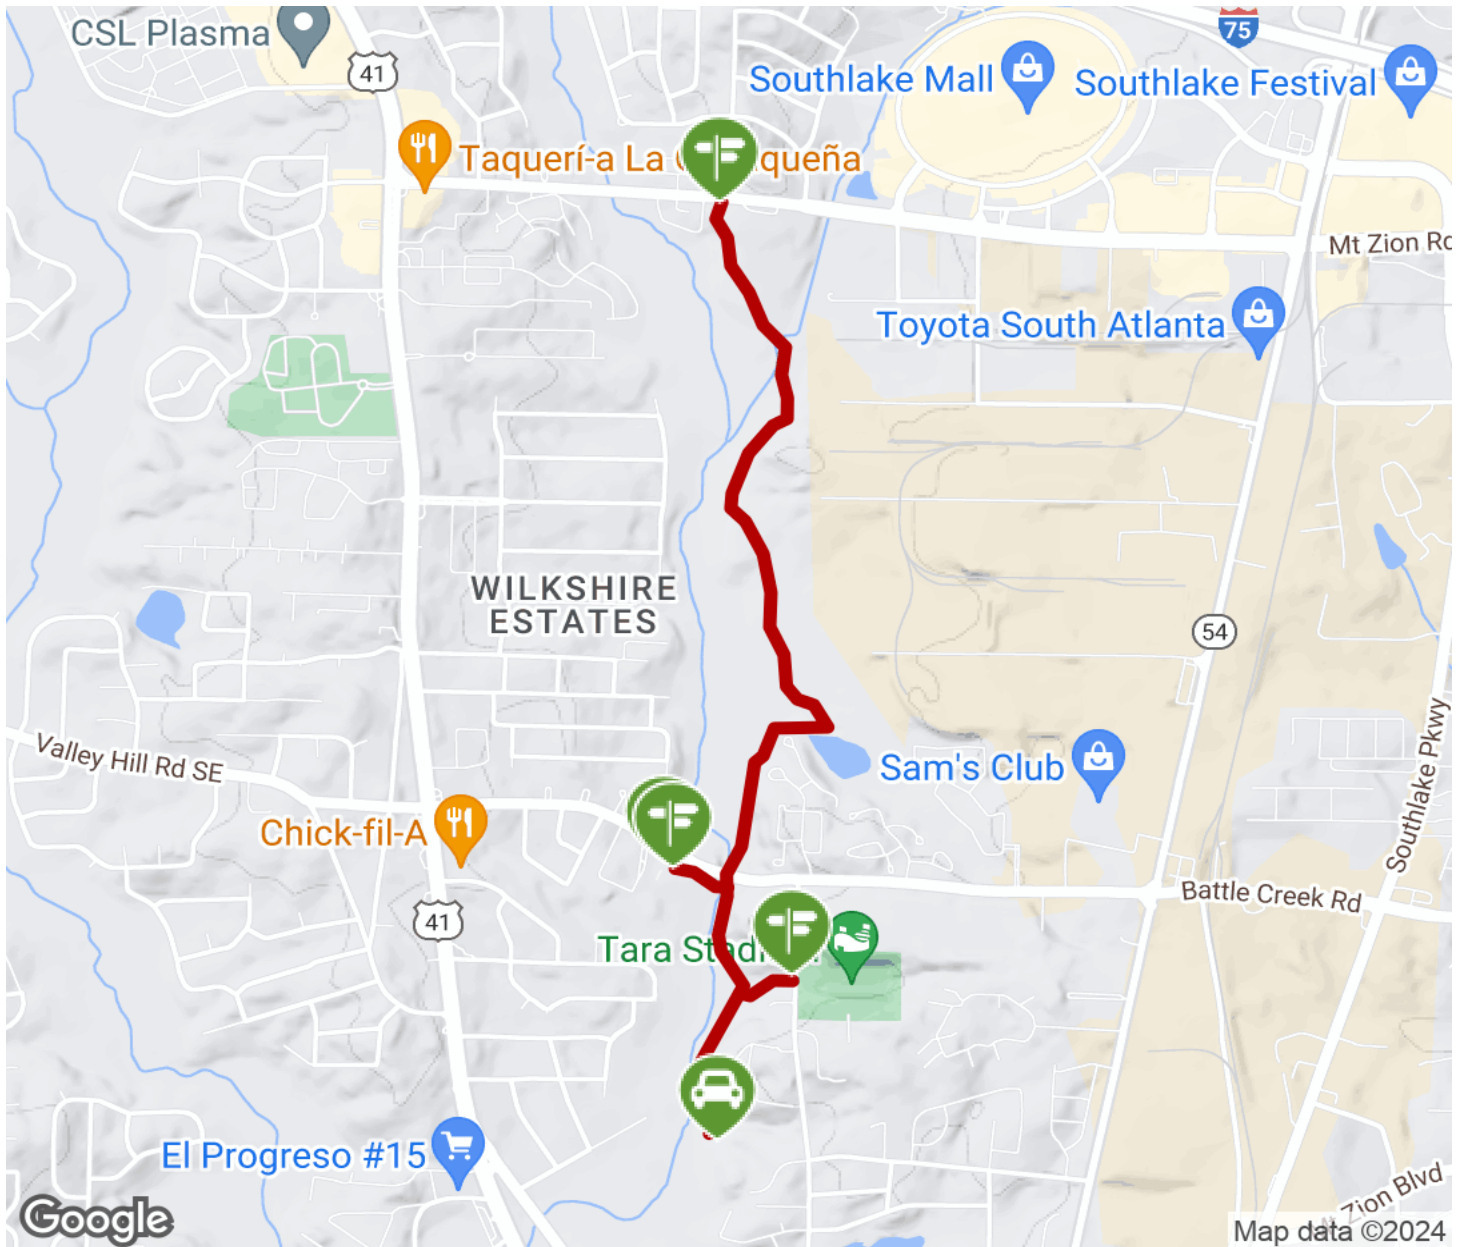 CSL Plasma
41
75
Southlake Mall
Southlake Festival
Taquerí-a La
queña
Mt Zion Rd
Toyota South Atlanta
WILKSHIRE
ESTATES
54
Valley Hill Rd SE
Southlake Pkwy
Sam's Club
Chick-fil-A
Battle Creek Rd
41
Tara
El Progreso #15
Zion Blvd
Google
Map data ©2024